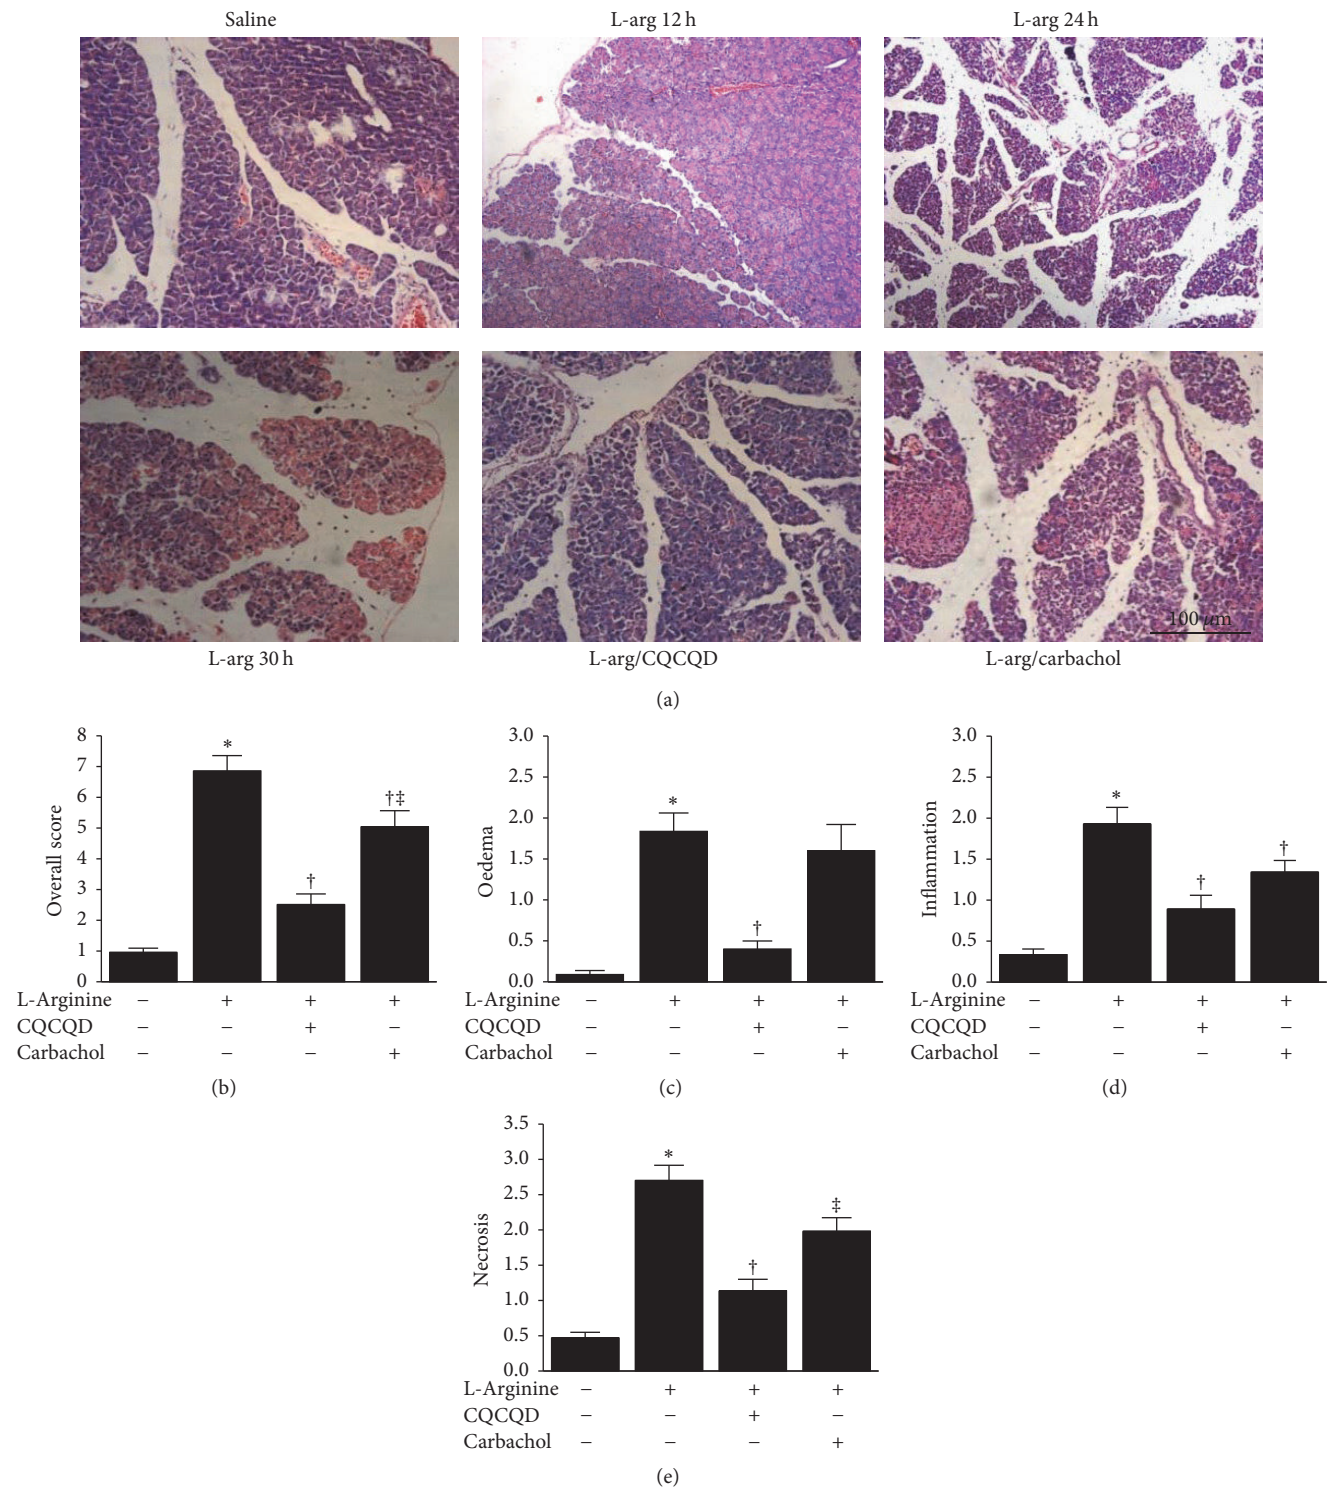 Saline L-arg 12 h L-arg 24 h
100 μm
L-arg 30 h L-arg/CQCQD L-arg/carbachol
(a)
8
7
6
5
4
3
2
1
0
Overall score
*
†
†‡
L-Arginine − + + +
CQCQD − − + −
Carbachol − − − +
(b)
3.0
2.5
2.0
1.5
1.0
0.5
0.0
Oedema
*
†
L-Arginine − + + +
CQCQD − − + −
Carbachol − − − +
(c)
3.0
2.5
2.0
1.5
1.0
0.5
0.0
Inflammation
*
†
†
L-Arginine − + + +
CQCQD − − + −
Carbachol − − − +
(d)
3.5
3.0
2.5
2.0
1.5
1.0
0.5
0.0
Necrosis
*
†
‡
L-Arginine − + + +
CQCQD − − + −
Carbachol − − − +
(e)